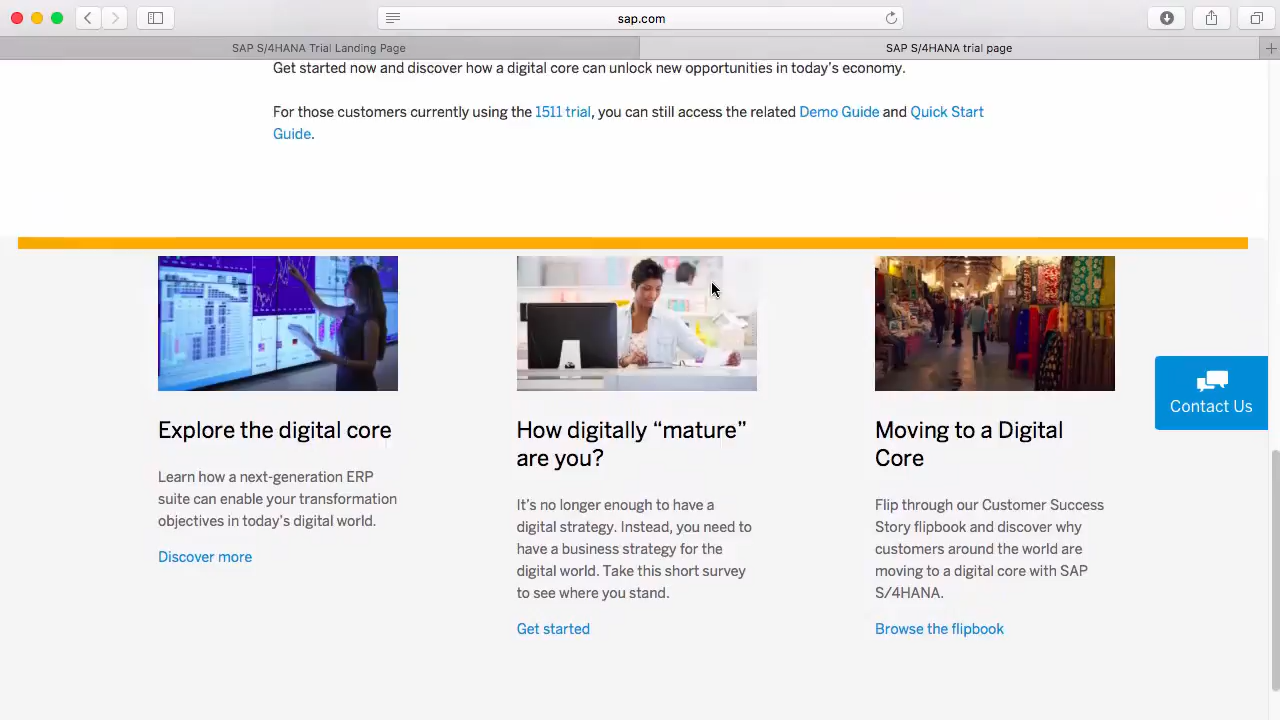 sap.com
SAP S/4HANA Trial Landing Page
SAP S/4HANA trial page
Get started now and discover how a digital core can unlock new opportunities in today's economy.
For those customers currently using the 1511 trial, you can still access the related Demo Guide and Quick Start
Guide.
Explore the digital core
Learn how a next-generation ERP
suite can enable your transformation
objectives in today's digital world.
Discover more
How digitally “mature”
are you?
It's no longer enough to have a
digital strategy. Instead, you need to
have a business strategy for the
digital world. Take this short survey
to see where you stand.
Get started
Moving to a Digital
Core
Flip through our Customer Success
Story flipbook and discover why
customers around the world are
moving to a digital core with SAP
S/4HANA.
Browse the flipbook
Contact Us